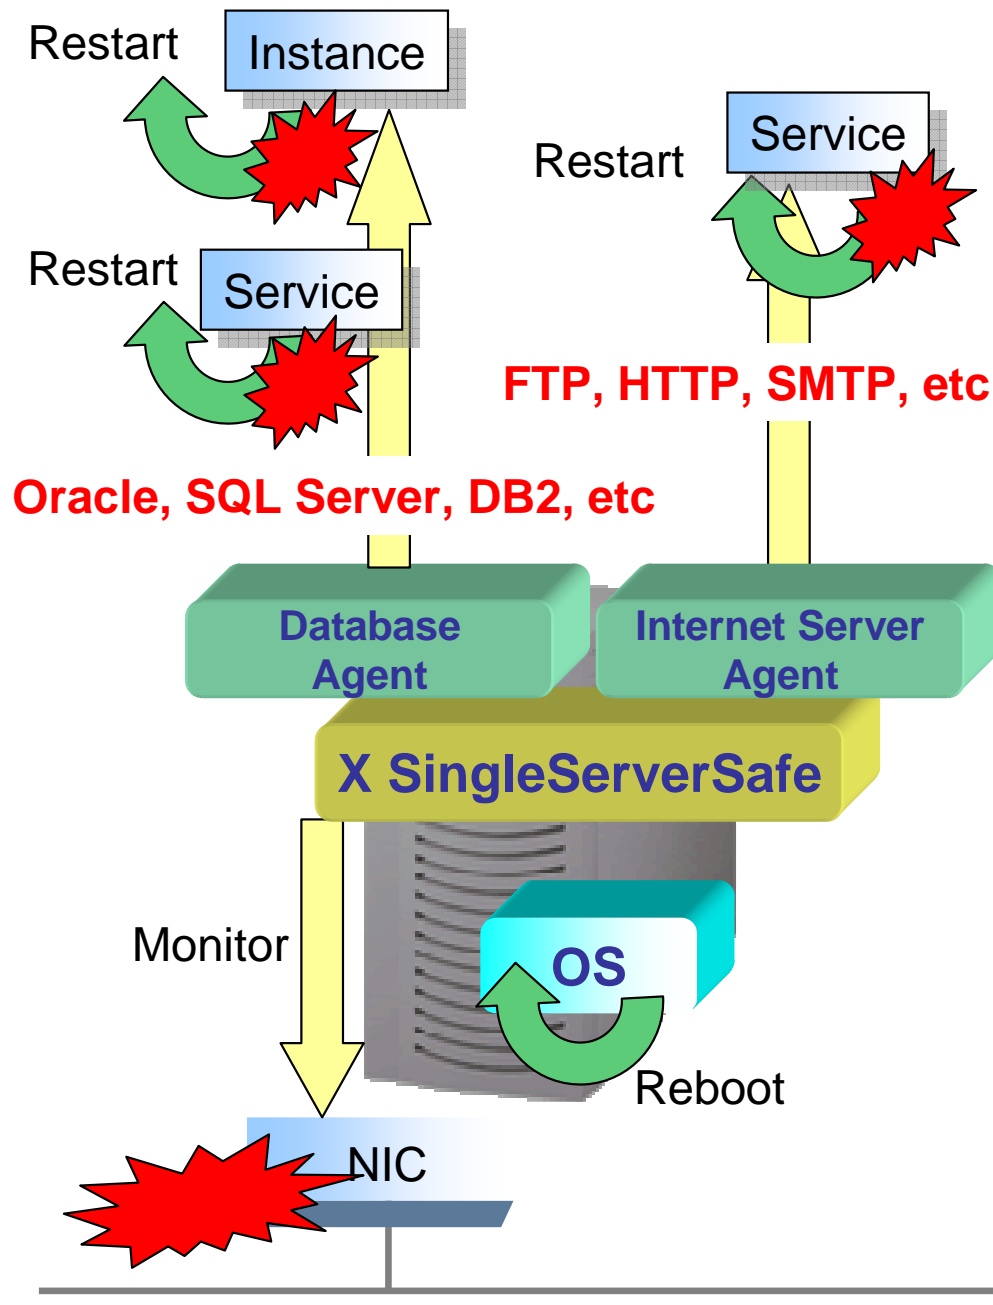 Restart
Instance
Restart
Service
Restart
Service
FTP, HTTP, SMTP, etc
Oracle, SQL Server, DB2, etc
Database
Agent
Internet Server
Agent
X SingleServerSafe
Monitor
OS
Reboot
NIC